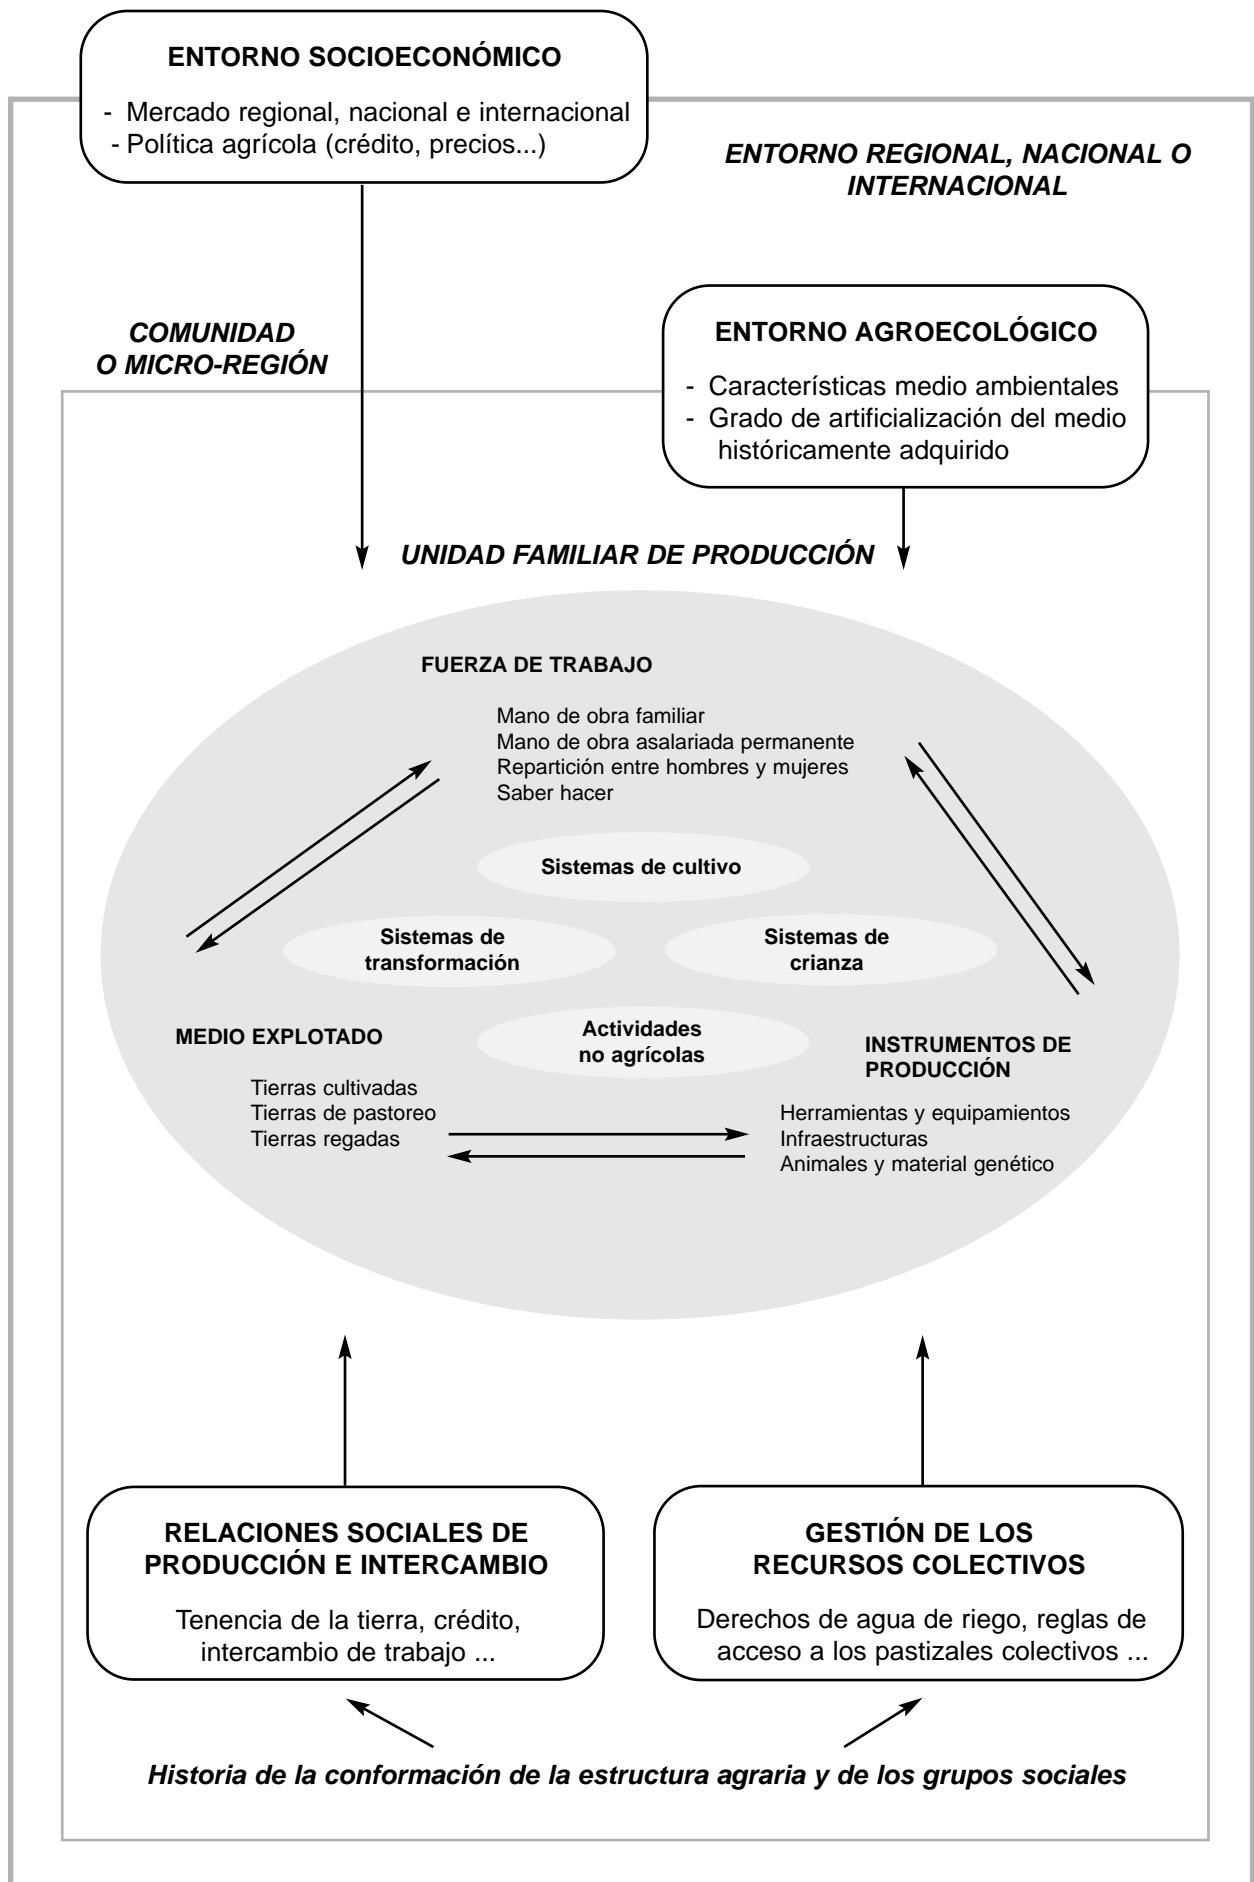 ENTORNO SOCIOECONÓMICO
- Mercado regional, nacional e internacional
- Política agrícola (crédito, precios...)
ENTORNO REGIONAL, NACIONAL O
INTERNACIONAL
COMUNIDAD
O MICRO-REGIÓN
ENTORNO AGROECOLÓGICO
- Características medio ambientales
- Grado de artificialización del medio
históricamente adquirido
UNIDAD FAMILIAR DE PRODUCCIÓN
FUERZA DE TRABAJO
Mano de obra familiar
Mano de obra asalariada permanente
Repartición entre hombres y mujeres
Saber hacer
Sistemas de cultivo
Sistemas de
transformación
Sistemas de
crianza
Actividades
no agrícolas
MEDIO EXPLOTADO
Tierras cultivadas
Tierras de pastoreo
Tierras regadas
INSTRUMENTOS DE
PRODUCCIÓN
Herramientas y equipamientos
Infraestructuras
Animales y material genético
RELACIONES SOCIALES DE
PRODUCCIÓN E INTERCAMBIO
Tenencia de la tierra, crédito,
intercambio de trabajo ...
GESTIÓN DE LOS
RECURSOS COLECTIVOS
Derechos de agua de riego, reglas de
acceso a los pastizales colectivos ...
Historia de la conformación de la estructura agraria y de los grupos sociales